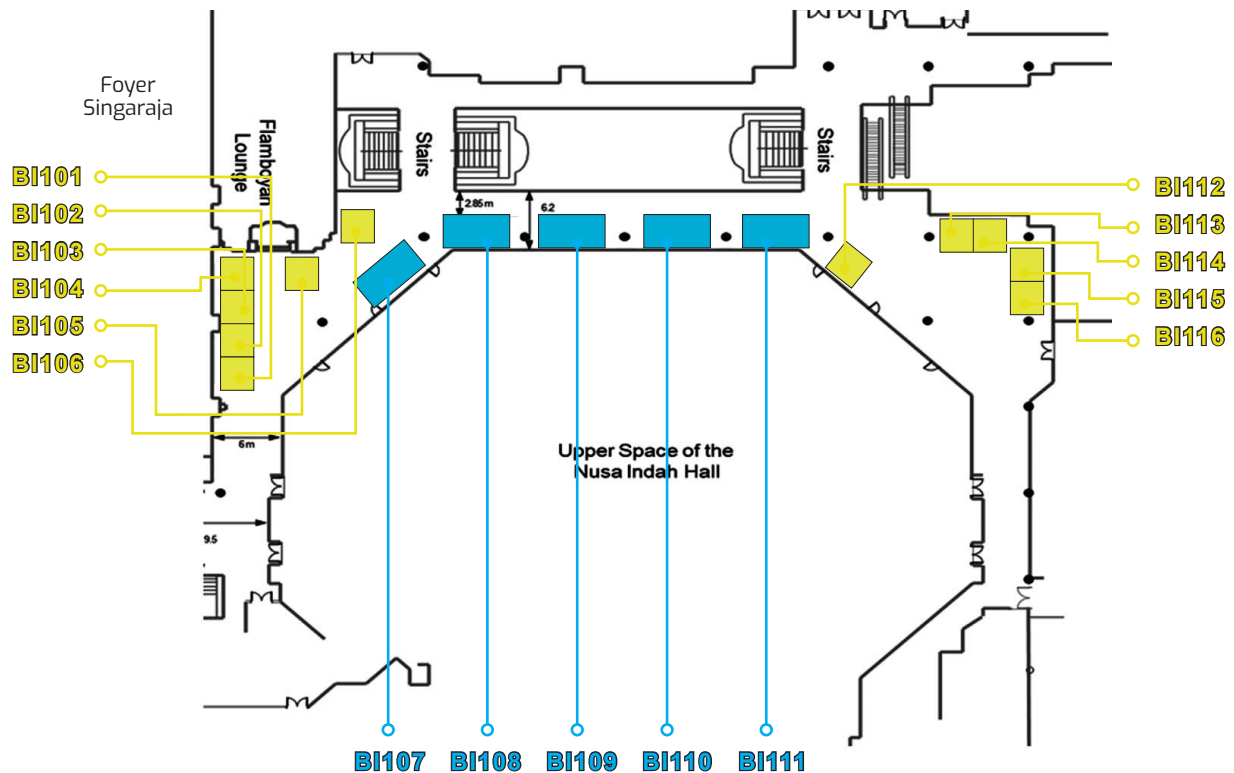 Foyer
Singaraja
Flamboyan
Lounge
Stairs
Stairs
BI101
BI102
BI103
BI104
BI105
BI106
2.85m
6.2
BI112
BI113
BI114
BI115
BI116
6m
9.5
Upper Space of the
Nusa Indah Hall
BI107
BI108
BI109
BI110
BI111